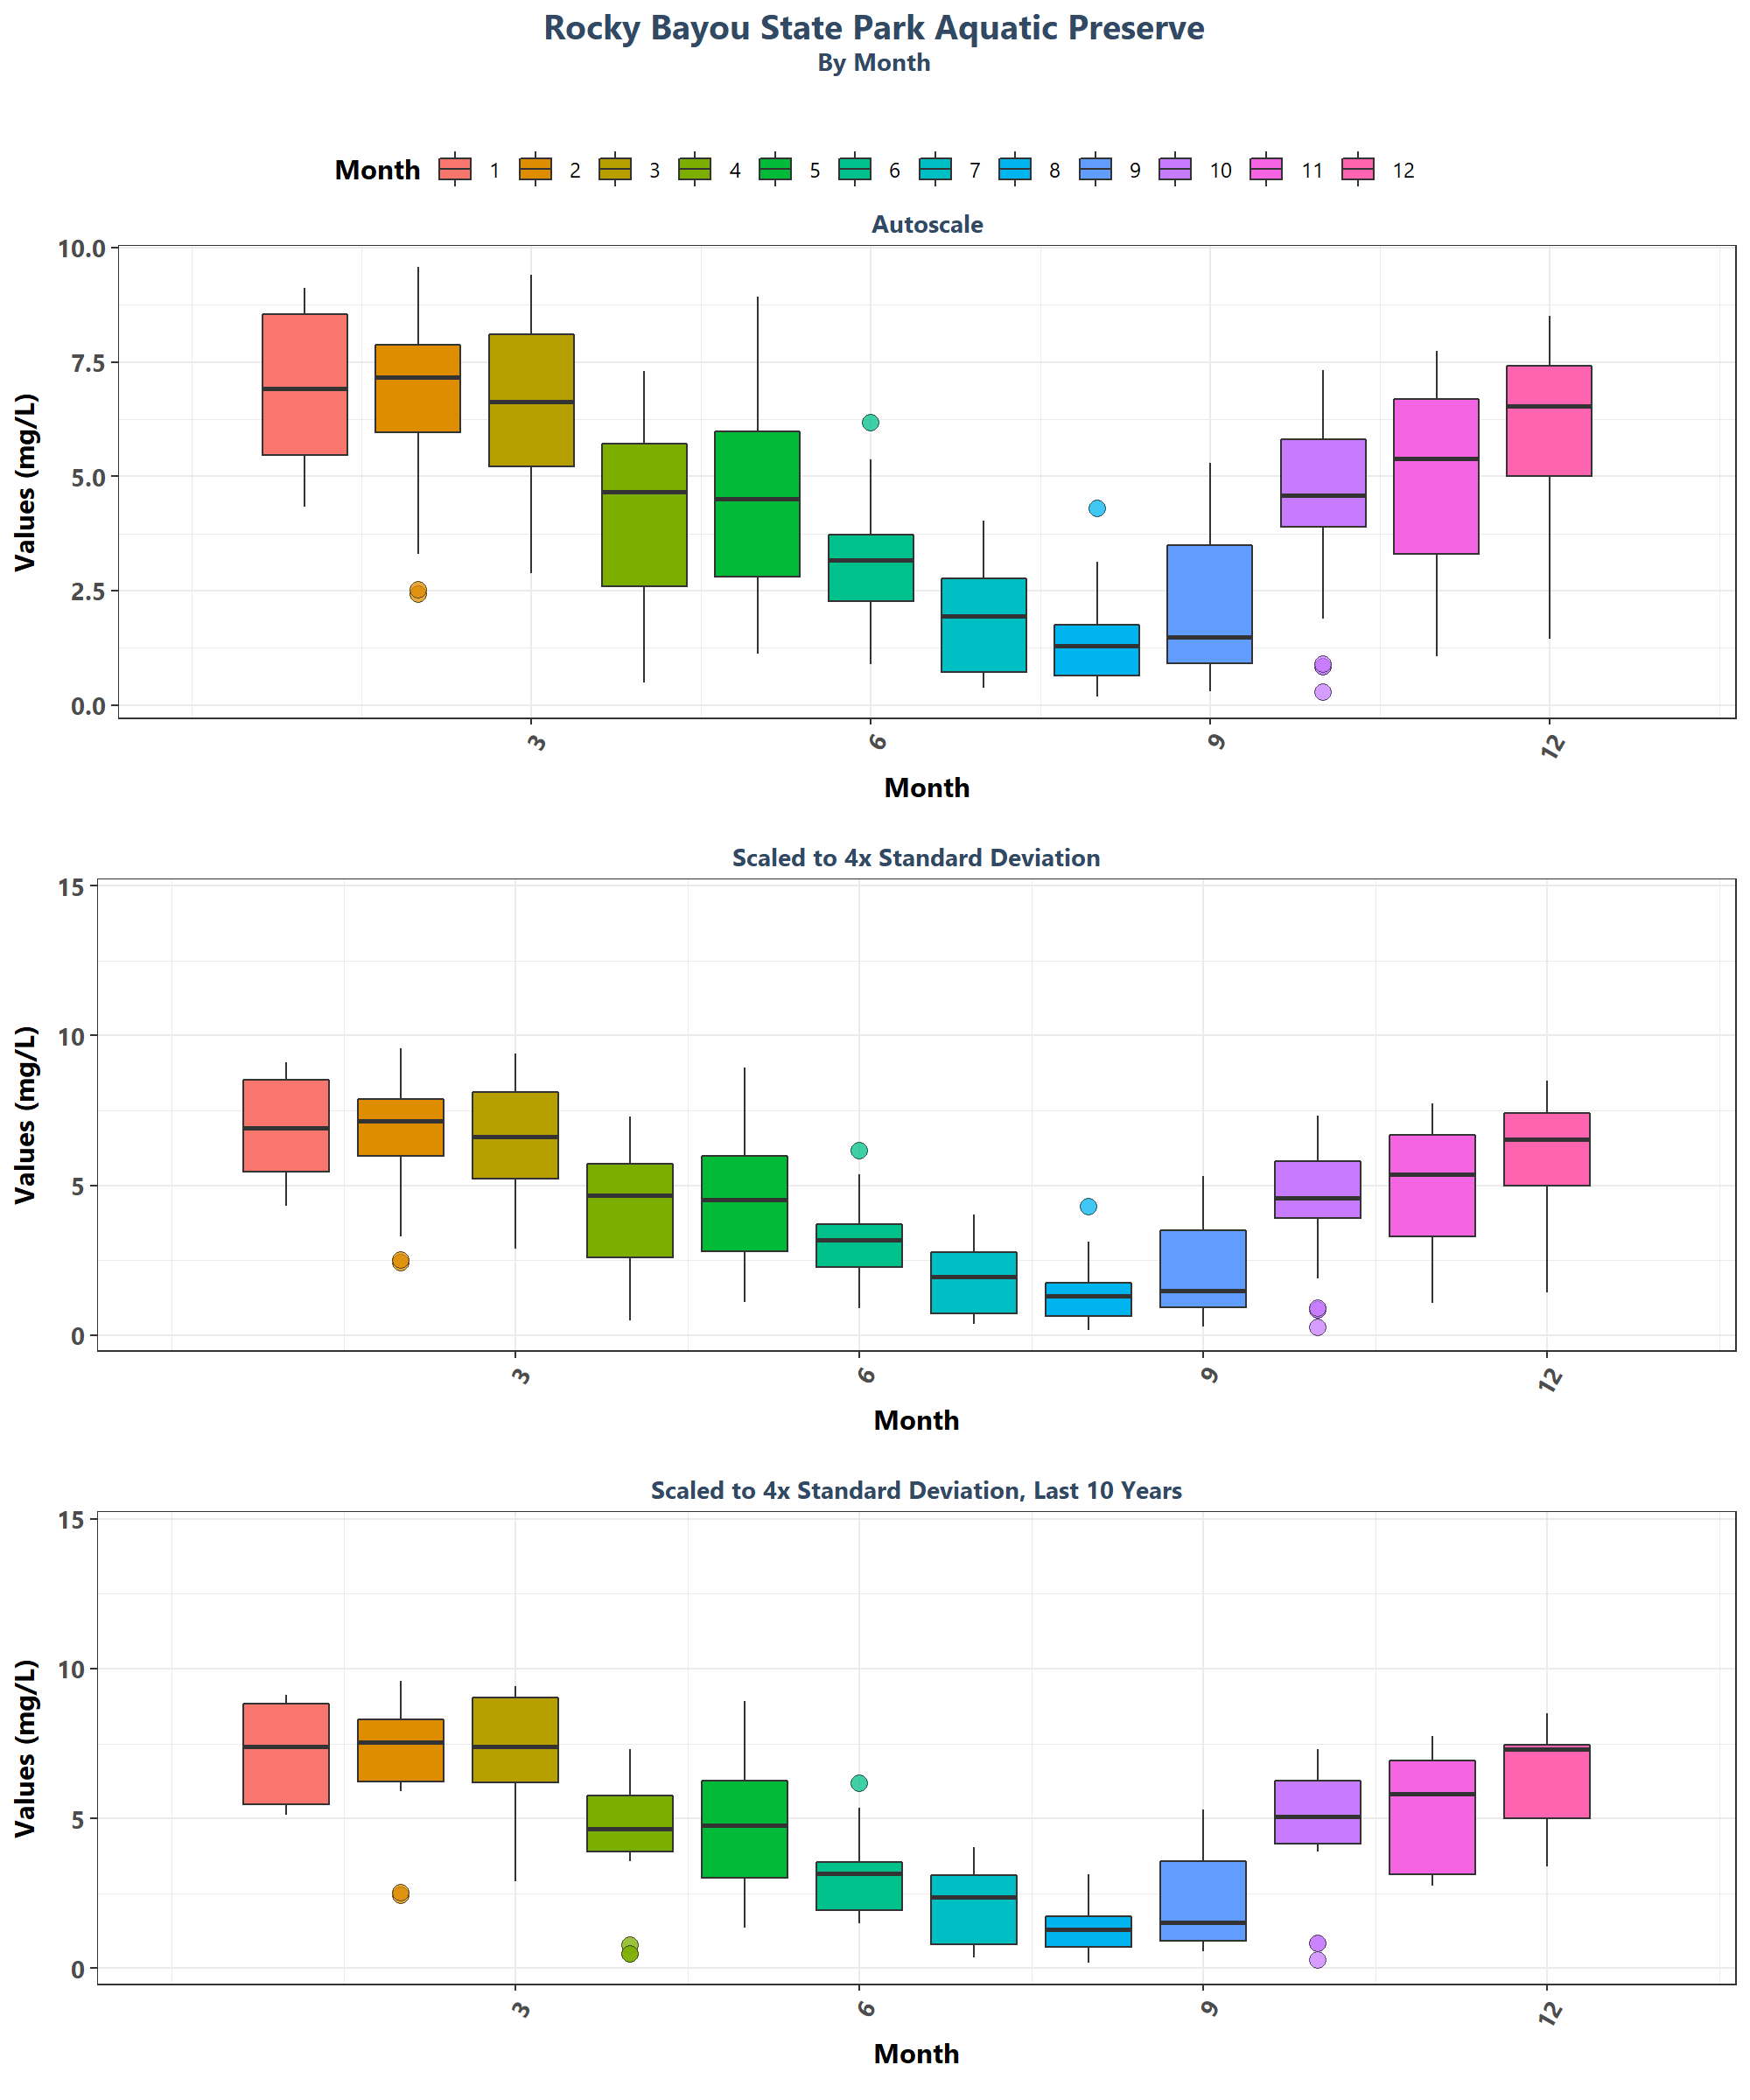 Rocky Bayou State Park Aquatic Preserve
By Month
Month 1 2 3 4 5 6 7 8 9 10 11 12
Autoscale
Values (mg/L)
10.0
7.5
5.0
2.5
0.0
3 6 9 12
Month
Scaled to 4x Standard Deviation
Values (mg/L)
15
10
5
0
3 6 9 12
Month
Scaled to 4x Standard Deviation, Last 10 Years
Values (mg/L)
15
10
5
0
3 6 9 12
Month